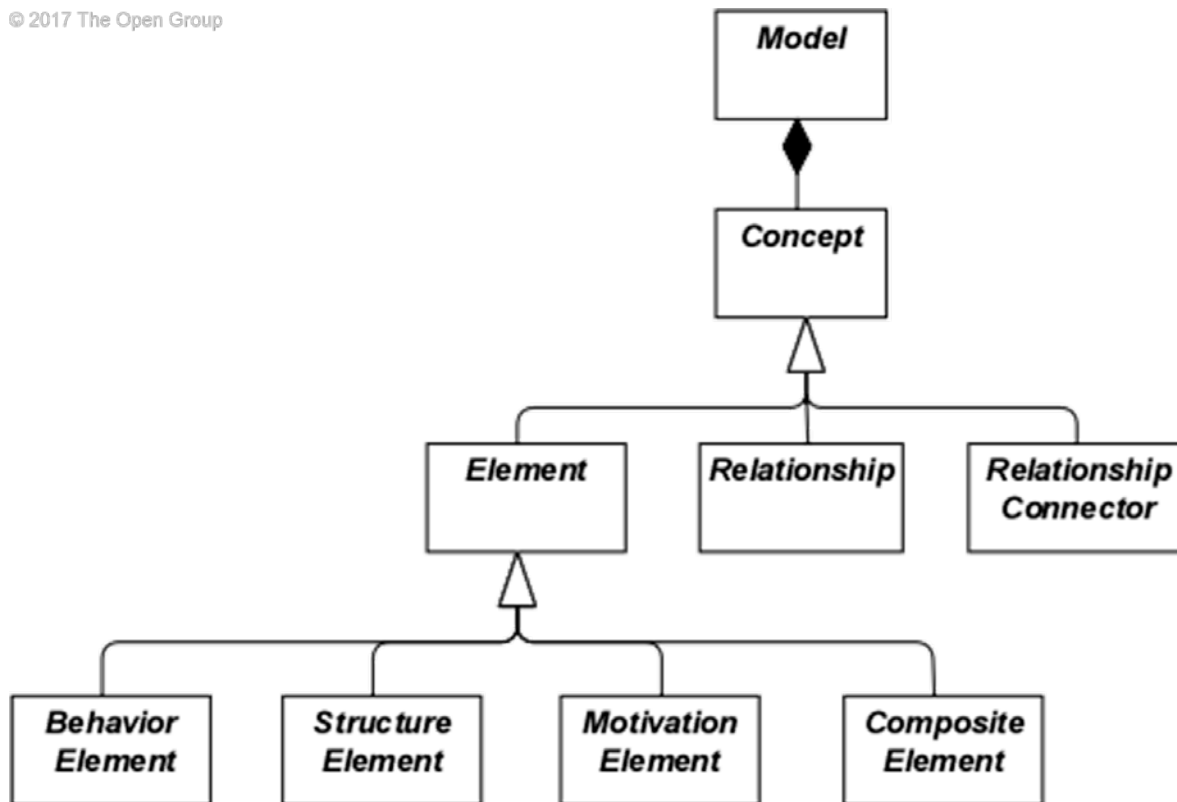 © 2017 The Open Group
Model
Concept
Element
Relationship
Relationship
Connector
Behavior
Element
Structure
Element
Motivation
Element
Composite
Element